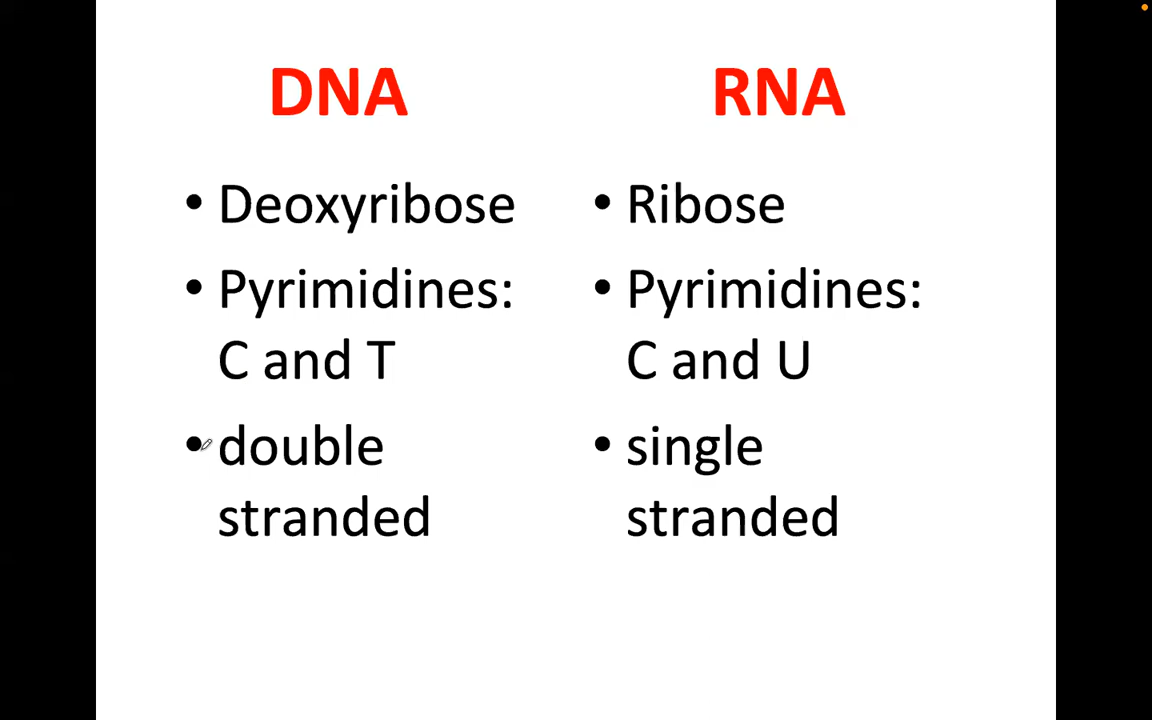 DNA
• Deoxyribose
• Pyrimidines:
C and T
• double
stranded
RNA
• Ribose
• Pyrimidines:
C and U
• single
stranded